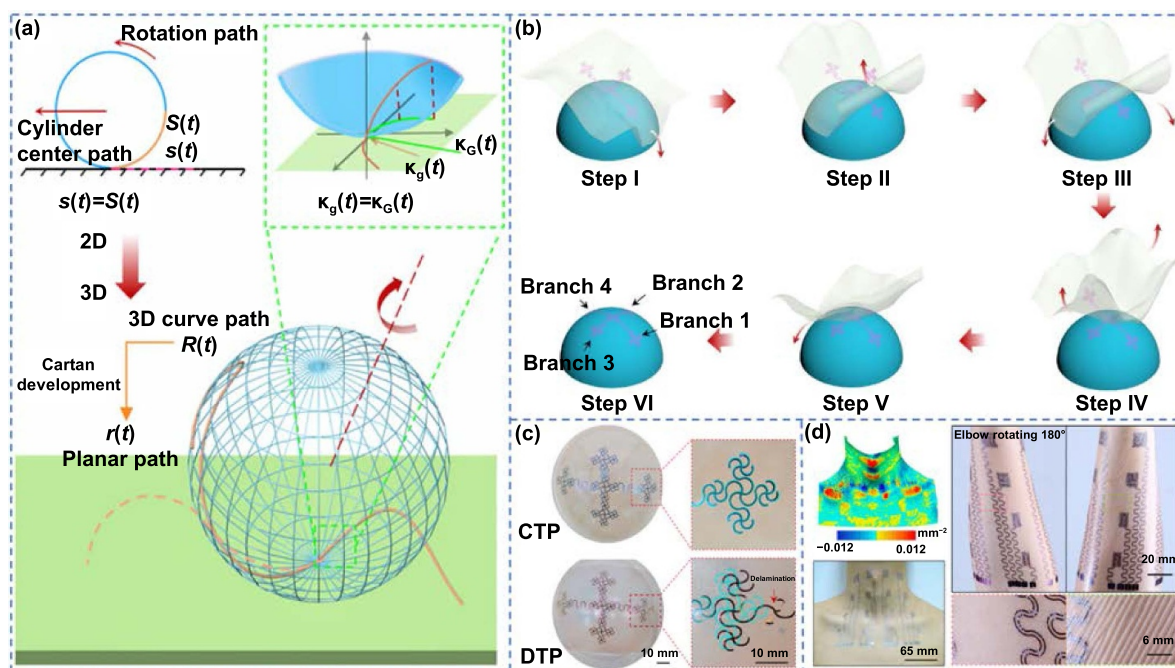 (a)
Rotation path
S(t)
s(t)
Cylinder
center path
s(t)=S(t)
κG(t)
κg(t)
κg(t)=κG(t)
2D
3D
3D curve path
R(t)
Cartan
development
r(t)
Planar path
(b)
Step I
Step II
Step III
Branch 4
Branch 2
Branch 1
Branch 3
Step VI
Step V
Step IV
(c)
CTP
Delamination
DTP
10 mm
10 mm
(d)
mm⁻²
−0.012
0.012
65 mm
Elbow rotating 180°
20 mm
6 mm